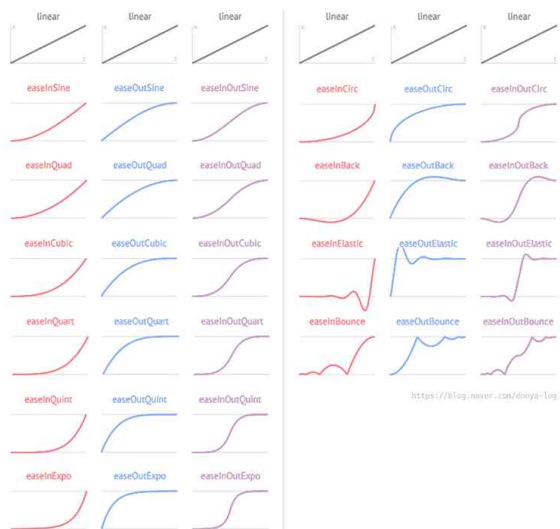 linear linear linear
easeInSine easeOutSine easeInOutSine
easeInQuad easeOutQuad easeInOutQuad
easeInCubic easeOutCubic easeInOutCubic
easeInQuart easeOutQuart easeInOutQuart
easeInQuint easeOutQuint easeInOutQuint
easeInExpo easeOutExpo easeInOutExpo
linear linear linear
easeInCirc easeOutCirc easeInOutCirc
easeInBack easeOutBack easeInOutBack
easeInElastic easeOutElastic easeInOutElastic
easeInBounce easeOutBounce easeInOutBounce
https://blog.naver.com/dooya-log